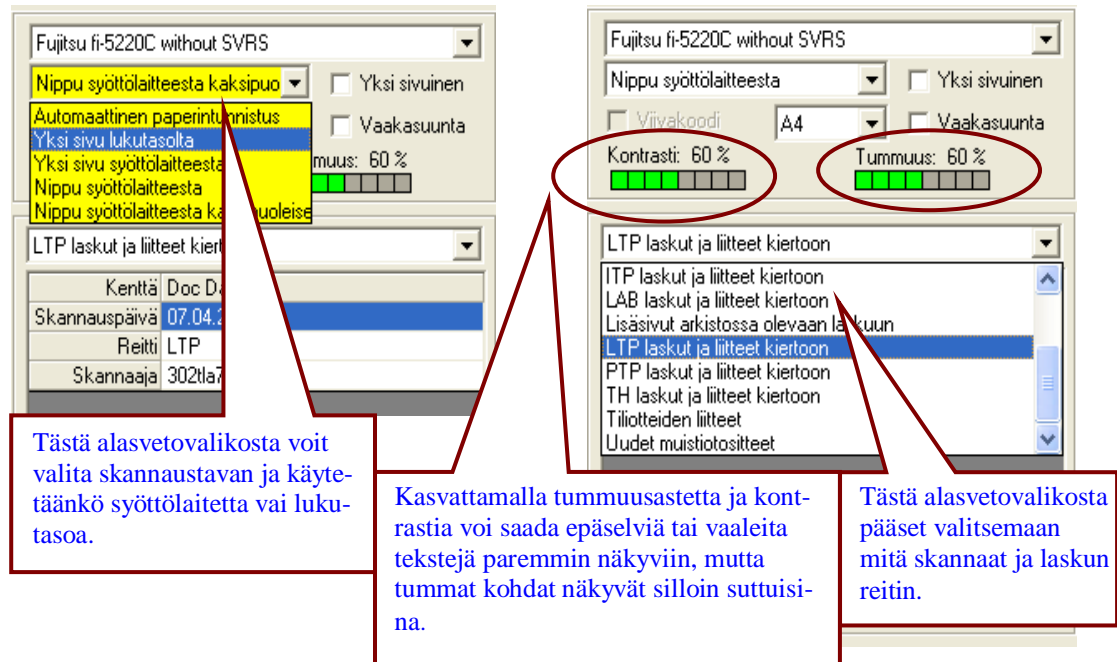 Fujitsu fi-5220C without SVRS
Nippu syöttölaitteesta kaksipuo
Yksi sivuinen
Automaattinen paperintunnistus
Yksi sivu lukutasolta
Vaakasuunta
Yksi sivu syöttölaitteesta
muus: 60 %
Nippu syöttölaitteesta
Nippu syöttölaitteesta
LTP laskut ja liitteet
Kenttä Doc
Skannauspäivä 07.04.
Reitti LTP
Skannaaja 302tla7
Tästä alasvetovalikosta voit
valita skannaustavan ja käyte-
täänkö syöttölaitetta vai luku-
tasoa.
Fujitsu fi-5220C without SVRS
Nippu syöttölaitteesta
Yksi sivuinen
Viivakoodi
A4
Vaakasuunta
Kontrasti: 60 %
Tummuus: 60 %
LTP laskut ja liitteet kiertoon
ITP laskut ja liitteet kiertoon
LAB laskut ja liitteet kiertoon
Lisäsivut arkistossa olevaan laskuun
LTP laskut ja liitteet kiertoon
PTP laskut ja liitteet kiertoon
TH laskut ja liitteet kiertoon
Tiliotteiden liitteet
Uudet muistiotositteet
Kasvattamalla tummuusastetta ja kont-
rastia voi saada epäselviä tai vaaleita
tekstejä paremmin näkyviin, mutta
tummat kohdat näkyvät silloin suttuisi-
na.
Tästä alasvetovalikosta
pääset valitsemaan
mitä skannaat ja laskun
reitin.